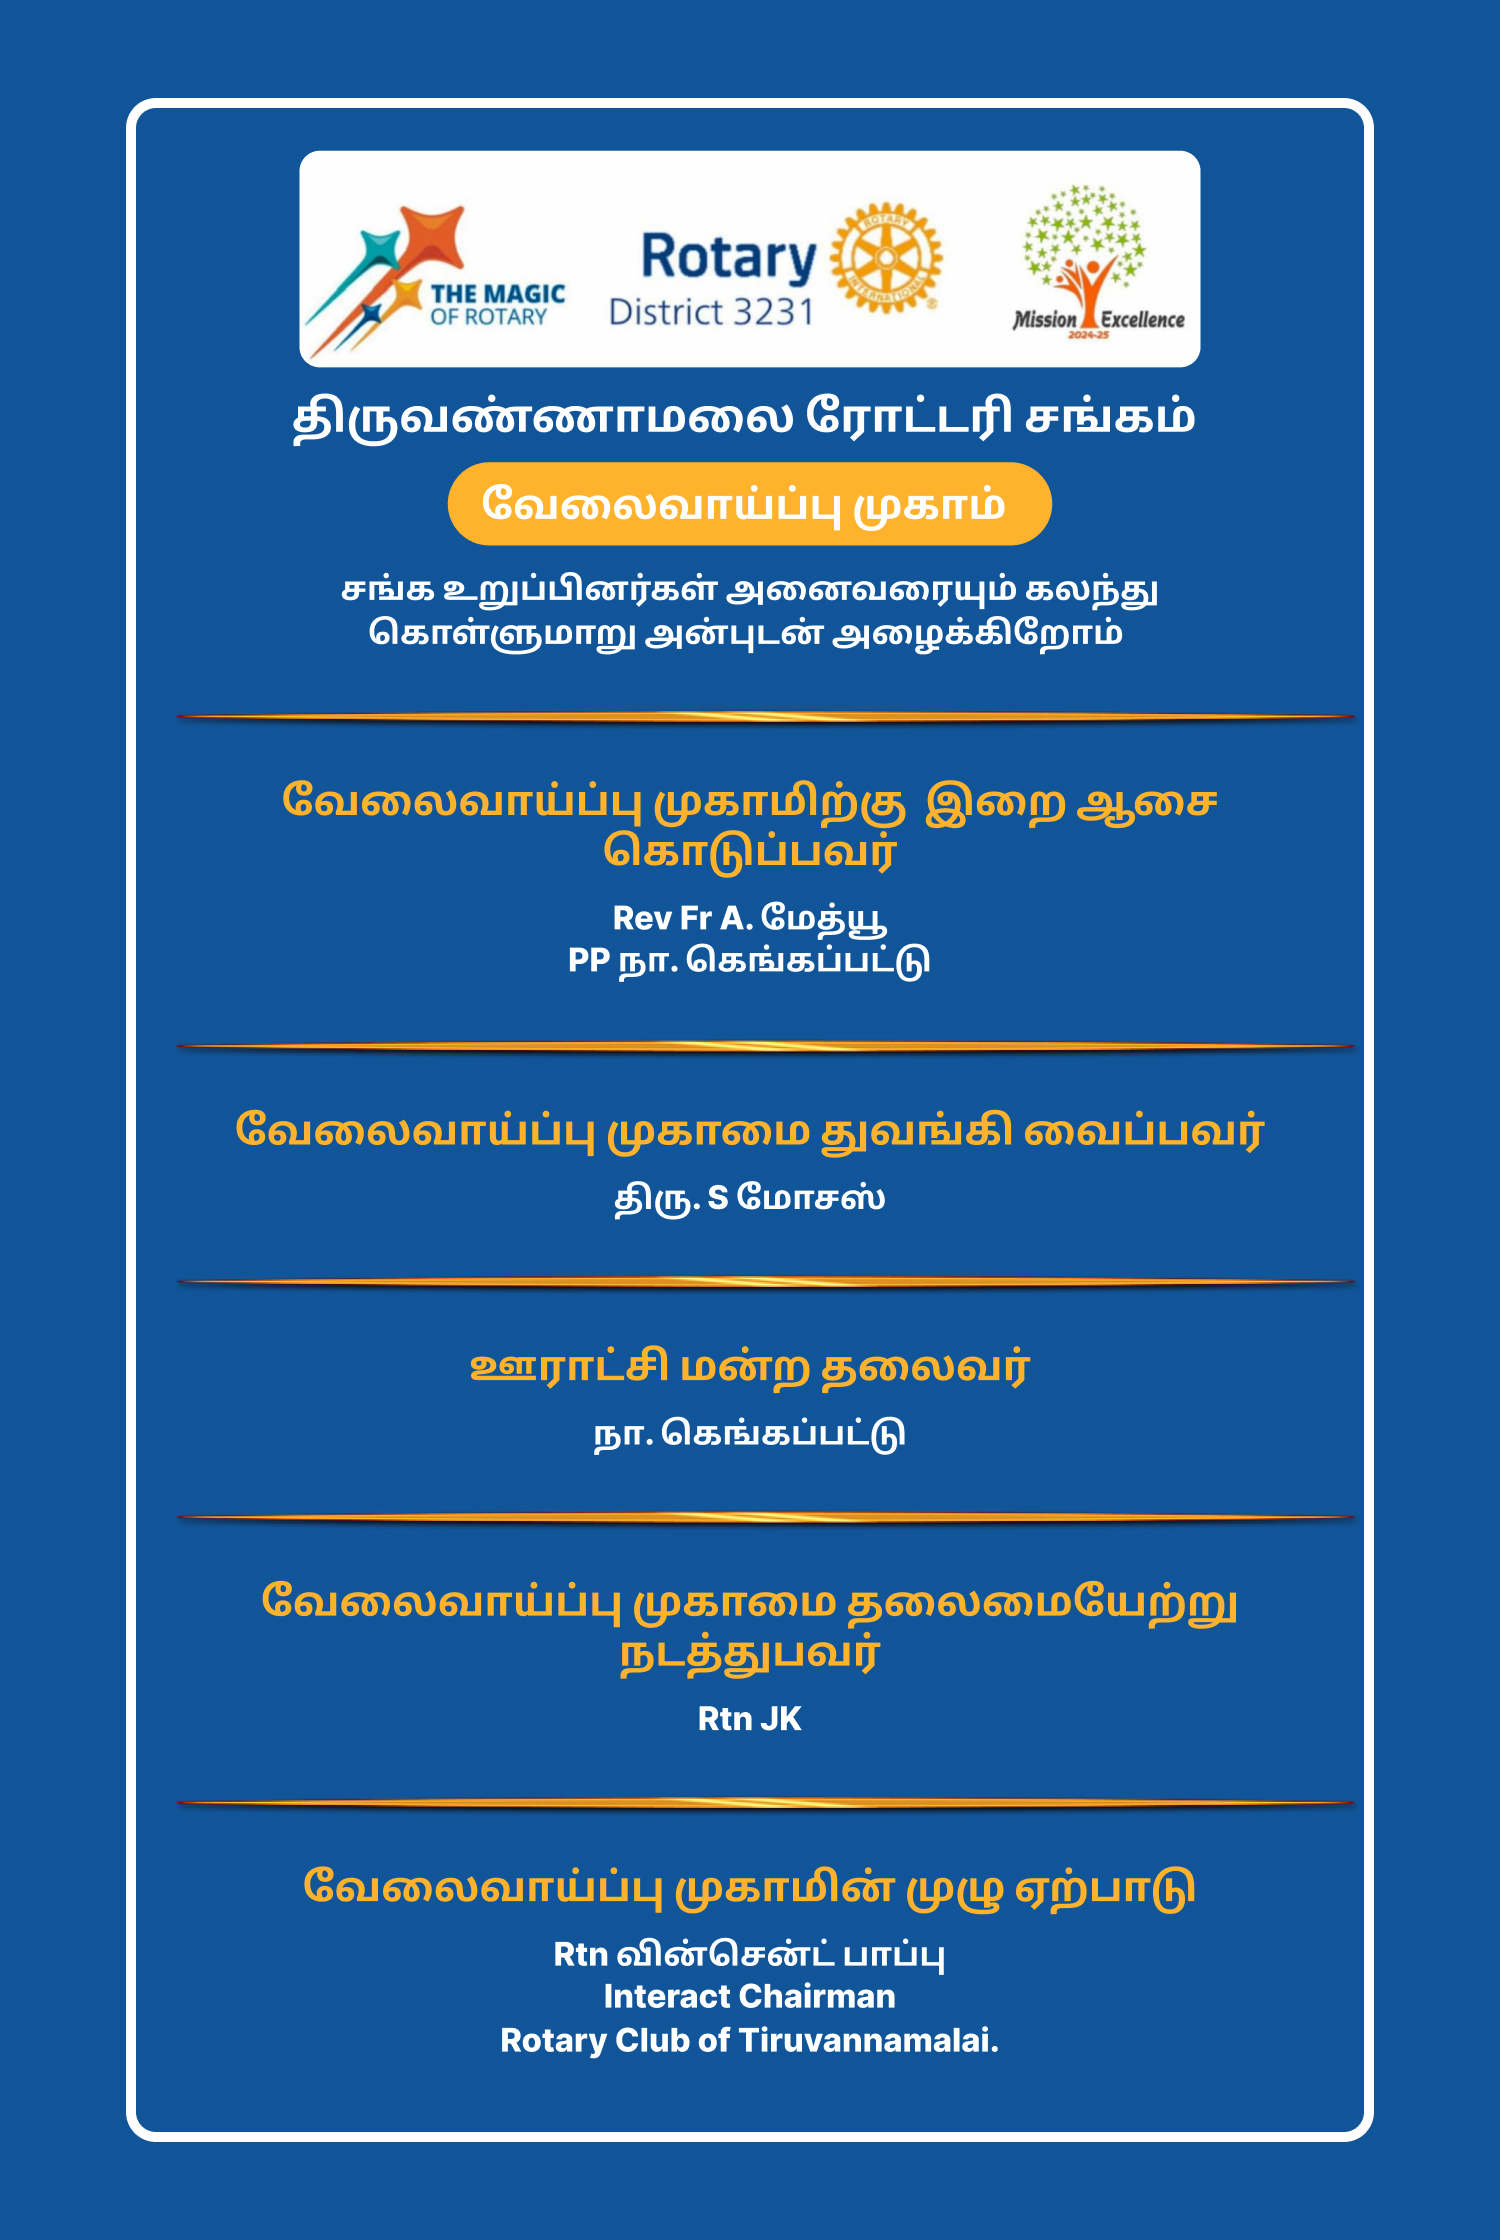 THE MAGIC
OF ROTARY
Rotary
District 3231
ROTARY
INTERNATIONAL
Mission Excellence
2024-25
திருவண்ணாமலை ரோட்டரி சங்கம்
வேலைவாய்ப்பு முகாம்
சங்க உறுப்பினர்கள் அனைவரையும் கலந்து
கொள்ளுமாறு அன்புடன் அழைக்கிறோம்
வேலைவாய்ப்பு முகாமிற்கு இறை ஆசை
கொடுப்பவர்
Rev Fr A. மேத்யூ
PP நா. கெங்கப்பட்டு
வேலைவாய்ப்பு முகாமை துவங்கி வைப்பவர்
திரு. S மோசஸ்
ஊராட்சி மன்ற தலைவர்
நா. கெங்கப்பட்டு
வேலைவாய்ப்பு முகாமை தலைமையேற்று
நடத்துபவர்
Rtn JK
வேலைவாய்ப்பு முகாமின் முழு ஏற்பாடு
Rtn வின்சென்ட் பாப்பு
Interact Chairman
Rotary Club of Tiruvannamalai.